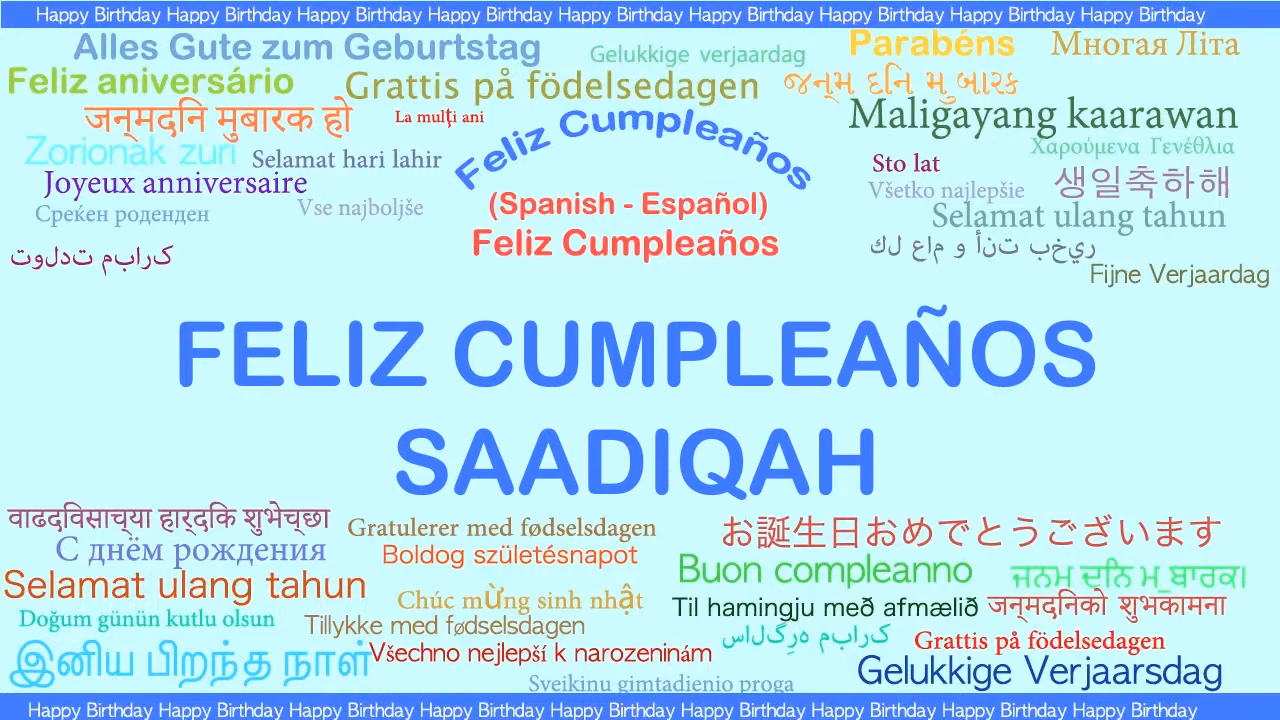 Happy Birthday Happy Birthday Happy Birthday Happy Birthday Happy Birthday Happy Birthday Happy Birthday Happy Birthday Happy Birthday
Alles Gute zum Geburtstag
Gelukkige verjaardag
Parabéns
Многая Літа
Feliz aniversário
Grattis på födelsedagen
જન્મ દિન મુબારક
जन्मदिन मुबारक हो
La mulţi ani
Feliz Cumpleaños
Maligayang kaarawan
Zorionak zuri
Selamat hari lahir
Sto lat
Χαρούμενα Γενέθλια
Joyeux anniversaire
Všetko najlepšie
생일축하해
Срекен роденден
Vse najboljše
(Spanish - Español)
Selamat ulang tahun
Feliz Cumpleaños
تولدت مبارک
كل عام و أنت بخير
Fijne Verjaardag
FELIZ CUMPLEAÑOS
SAADIQAH
वाढदिवसाच्या हार्दिक शुभेच्छा
Gratulerer med fødselsdagen
お誕生日おめでとうございます
С днём рождения
Boldog születésnapot
Buon compleanno
ਜਨਮ ਦਿਨ ਮੁਬਾਰਕ।
Selamat ulang tahun
Chúc mừng sinh nhật
Til hamingju með afmælið
जन्मदिनको शुभकामना
Doğum günün kutlu olsun
Tillykke med fødselsdagen
سالگرہ مبارک
Grattis på födelsedagen
இனிய பிறந்த நாள்
Všechno nejlepší k narozeninám
Gelukkige Verjaarsdag
Sveikinu gimtadienio proga
Happy Birthday Happy Birthday Happy Birthday Happy Birthday Happy Birthday Happy Birthday Happy Birthday Happy Birthday Happy Birthday